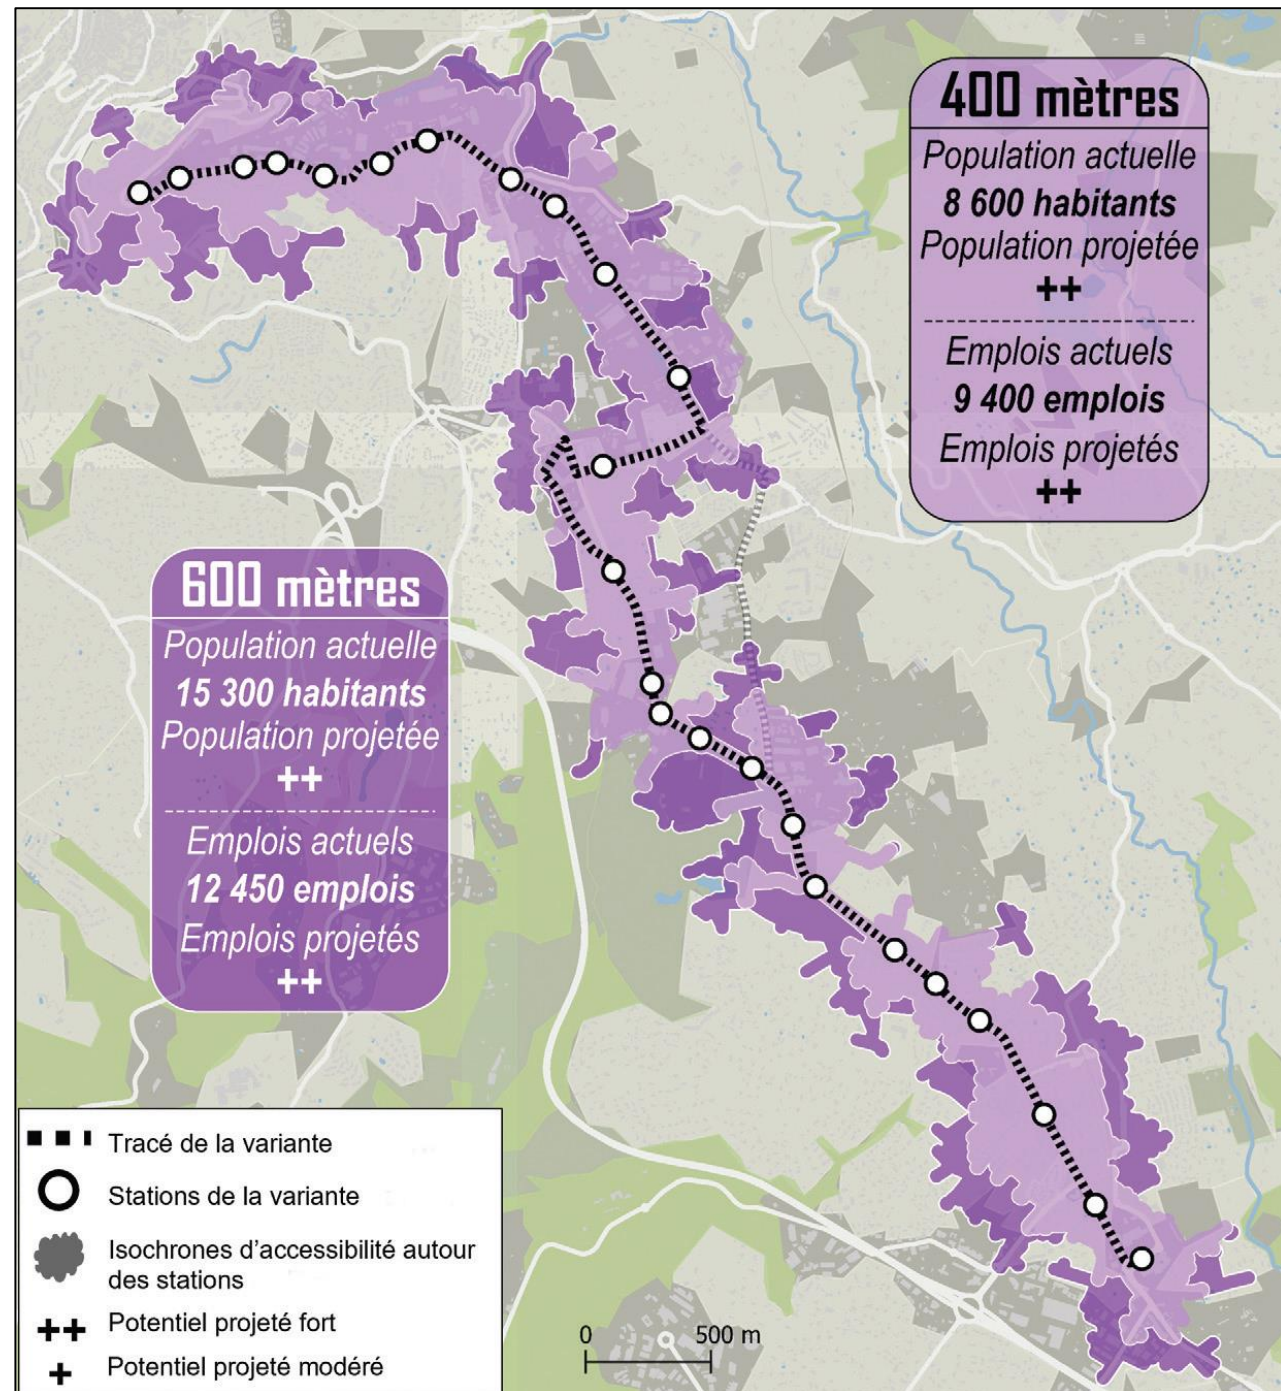 400 mètres
Population actuelle
8 600 habitants
Population projetée
++
Emplois actuels
9 400 emplois
Emplois projetés
++
600 mètres
Population actuelle
15 300 habitants
Population projetée
++
Emplois actuels
12 450 emplois
Emplois projetés
++
Tracé de la variante
Stations de la variante
Isochrones d'accessibilité autour
des stations
++ Potentiel projeté fort
+ Potentiel projeté modéré
0 500 m